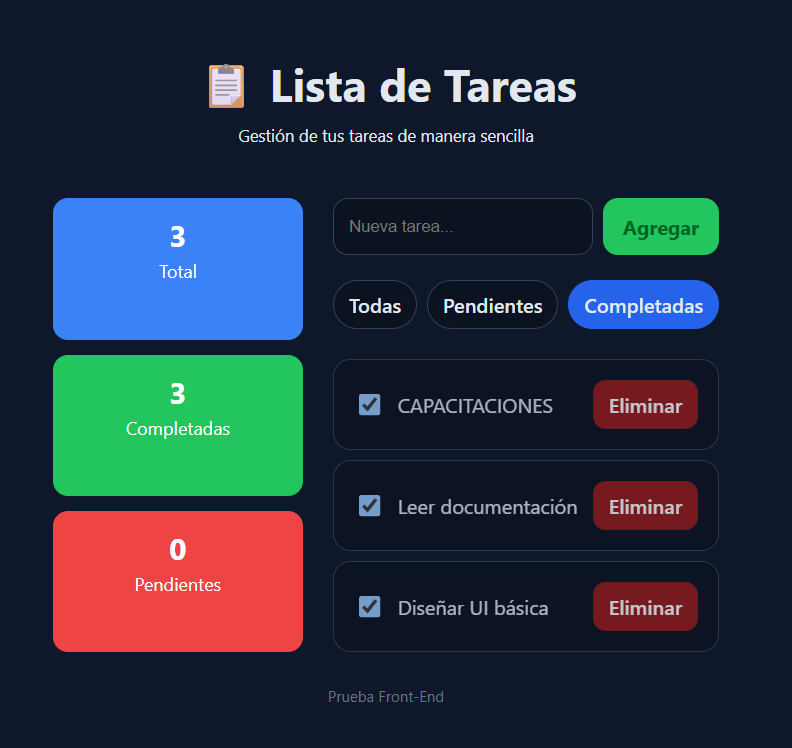 Lista de Tareas
Gestión de tus tareas de manera sencilla
3
Total
3
Completadas
0
Pendientes
Nueva tarea...
Agregar
Todas Pendientes Completadas
CAPACITACIONES Eliminar
Leer documentación Eliminar
Diseñar UI básica Eliminar
Prueba Front-End